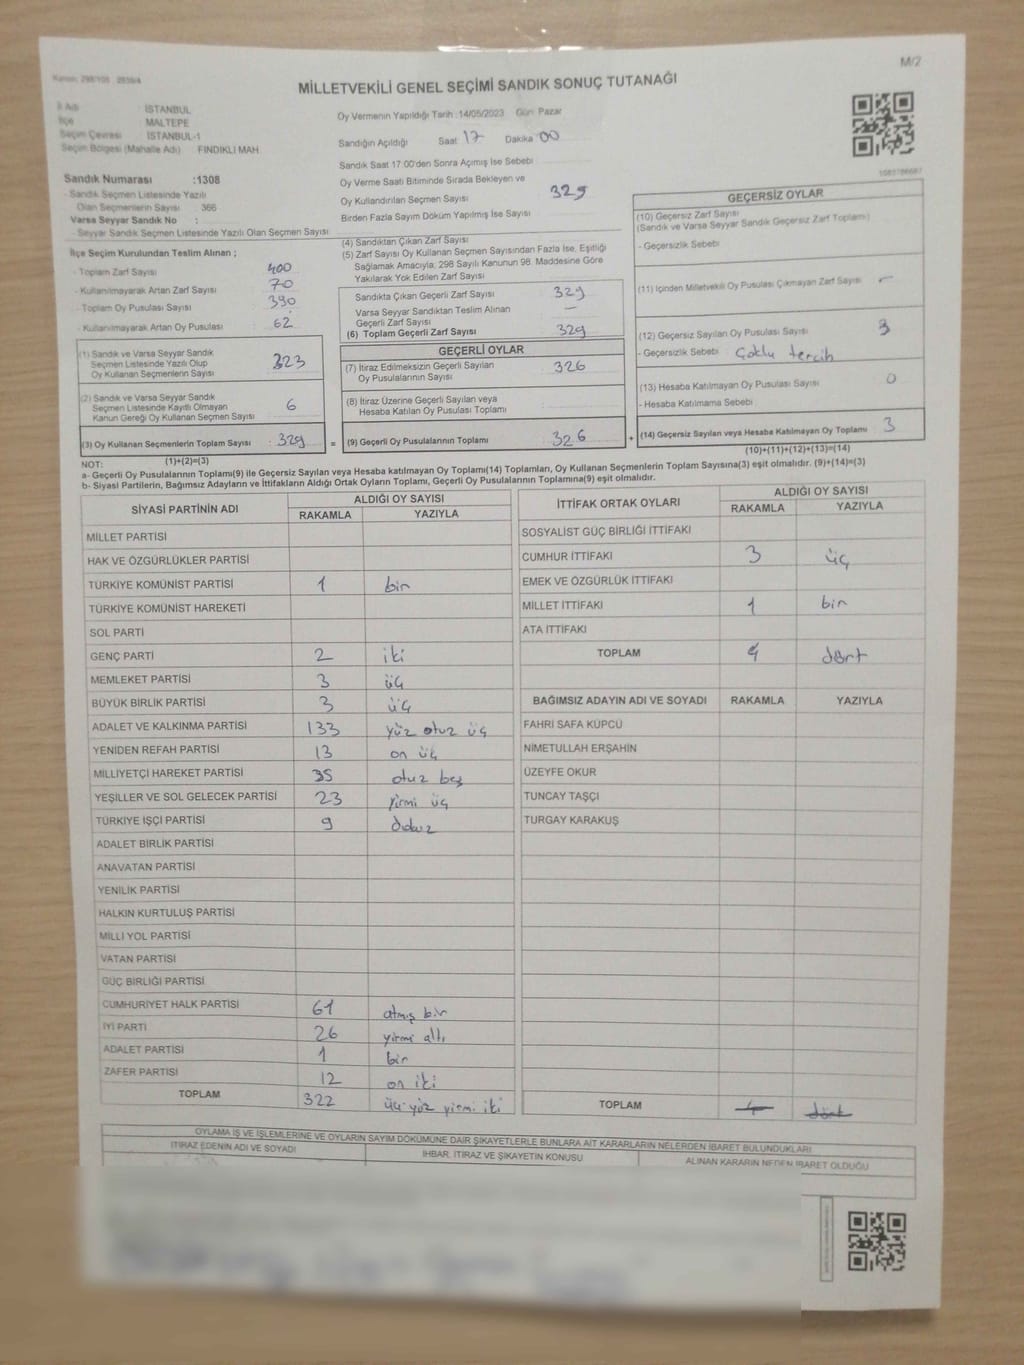 M/2
Kanun: 298/105 2839/4
MİLLETVEKİLİ GENEL SEÇİMİ SANDIK SONUÇ TUTANAĞI
İl Adı : İSTANBUL
İlçe : MALTEPE
Seçim Çevresi : İSTANBUL-1
Seçim Bölgesi (Mahalle Adı) : FINDIKLI MAH.
Sandık Numarası :1308
- Sandık Seçmen Listesinde Yazılı
Olan Seçmenlerin Sayısı : 366
Varsa Seyyar Sandık No :
- Seyyar Sandık Seçmen Listesinde Yazılı Olan Seçmen Sayısı :
İlçe Seçim Kurulundan Teslim Alınan ;
- Toplam Zarf Sayısı : 400
- Kullanılmayarak Artan Zarf Sayısı : 70
- Toplam Oy Pusulası Sayısı : 390
- Kullanılmayarak Artan Oy Pusulası : 62
(1) Sandık ve Varsa Seyyar Sandık
Seçmen Listesinde Yazılı Olup
Oy Kullanan Seçmenlerin Sayısı : 323
(2) Sandık ve Varsa Seyyar Sandık
Seçmen Listesinde Kayıtlı Olmayan
Kanun Gereği Oy Kullanan Seçmen Sayısı : 6
(3) Oy Kullanan Seçmenlerin Toplam Sayısı : 329 =
(1)+(2)=(3)
Oy Vermenin Yapıldığı Tarih :14/05/2023 Gün: Pazar
Sandığın Açıldığı Saat 17 Dakika 00
Sandık Saat 17:00'den Sonra Açılmış İse Sebebi :
Oy Verme Saati Bitiminde Sırada Bekleyen ve
Oy Kullandırılan Seçmen Sayısı : 329
Birden Fazla Sayım Döküm Yapılmış İse Sayısı :
(4) Sandıktan Çıkan Zarf Sayısı
(5) Zarf Sayısı Oy Kullanan Seçmen Sayısından Fazla İse, Eşitliği
Sağlamak Amacıyla, 298 Sayılı Kanunun 98. Maddesine Göre
Yakılarak Yok Edilen Zarf Sayısı :
Sandıkta Çıkan Geçerli Zarf Sayısı : 329
Varsa Seyyar Sandıktan Teslim Alınan
Geçerli Zarf Sayısı : –
(6) Toplam Geçerli Zarf Sayısı : 329
GEÇERLİ OYLAR
(7) İtiraz Edilmeksizin Geçerli Sayılan
Oy Pusulalarının Sayısı : 326
(8) İtiraz Üzerine Geçerli Sayılan veya
Hesaba Katılan Oy Pusulası Toplamı :
(9) Geçerli Oy Pusulalarının Toplamı : 326 +
GEÇERSİZ OYLAR
(10) Geçersiz Zarf Sayısı
(Sandık ve Varsa Seyyar Sandık Geçersiz Zarf Toplamı)
- Geçersizlik Sebebi :
(11) İçinden Milletvekili Oy Pusulası Çıkmayan Zarf Sayısı : –
(12) Geçersiz Sayılan Oy Pusulası Sayısı : 3
- Geçersizlik Sebebi : Çoklu tercih
(13) Hesaba Katılmayan Oy Pusulası Sayısı : 0
- Hesaba Katılmama Sebebi :
(14) Geçersiz Sayılan veya Hesaba Katılmayan Oy Toplamı : 3
(10)+(11)+(12)+(13)=(14)
NOT:
a- Geçerli Oy Pusulalarının Toplamı(9) ile Geçersiz Sayılan veya Hesaba katılmayan Oy Toplamı(14) Toplamları, Oy Kullanan Seçmenlerin Toplam Sayısına(3) eşit olmalıdır. (9)+(14)=(3)
b- Siyasi Partilerin, Bağımsız Adayların ve İttifakların Aldığı Ortak Oyların Toplamı, Geçerli Oy Pusulalarının Toplamına(9) eşit olmalıdır.
SİYASİ PARTİNİN ADI ALDIĞI OY SAYISI
RAKAMLA YAZIYLA
MİLLET PARTİSİ
HAK VE ÖZGÜRLÜKLER PARTİSİ
TÜRKİYE KOMÜNİST PARTİSİ 1 bir
TÜRKİYE KOMÜNİST HAREKETİ
SOL PARTİ
GENÇ PARTİ 2 iki
MEMLEKET PARTİSİ 3 üç
BÜYÜK BİRLİK PARTİSİ 3 üç
ADALET VE KALKINMA PARTİSİ 133 yüz otuz üç
YENİDEN REFAH PARTİSİ 13 on üç
MİLLİYETÇİ HAREKET PARTİSİ 35 otuz beş
YEŞİLLER VE SOL GELECEK PARTİSİ 23 yirmi üç
TÜRKİYE İŞÇİ PARTİSİ 9 dokuz
ADALET BİRLİK PARTİSİ
ANAVATAN PARTİSİ
YENİLİK PARTİSİ
HALKIN KURTULUŞ PARTİSİ
MİLLİ YOL PARTİSİ
VATAN PARTİSİ
GÜÇ BİRLİĞİ PARTİSİ
CUMHURİYET HALK PARTİSİ 61 atmış bir
İYİ PARTİ 26 yirmi altı
ADALET PARTİSİ 1 bir
ZAFER PARTİSİ 12 on iki
TOPLAM 322 üç yüz yirmi iki
İTTİFAK ORTAK OYLARI ALDIĞI OY SAYISI
RAKAMLA YAZIYLA
SOSYALİST GÜÇ BİRLİĞİ İTTİFAKI
CUMHUR İTTİFAKI 3 üç
EMEK VE ÖZGÜRLÜK İTTİFAKI
MİLLET İTTİFAKI 1 bir
ATA İTTİFAKI
TOPLAM 4 dört
BAĞIMSIZ ADAYIN ADI VE SOYADI RAKAMLA YAZIYLA
FAHRİ SAFA KÜPCÜ
NİMETULLAH ERŞAHİN
ÜZEYFE OKUR
TUNCAY TAŞÇI
TURGAY KARAKUŞ
TOPLAM 4 dört
OYLAMA İŞ VE İŞLEMLERİNE VE OYLARIN SAYIM DÖKÜMÜNE DAİR ŞİKAYETLERLE BUNLARA AİT KARARLARIN NELERDEN İBARET BULUNDUKLARI
İTİRAZ EDENİN ADI VE SOYADI İHBAR, İTİRAZ VE ŞİKAYETİN KONUSU ALINAN KARARIN NEDEN İBARET OLDUĞU